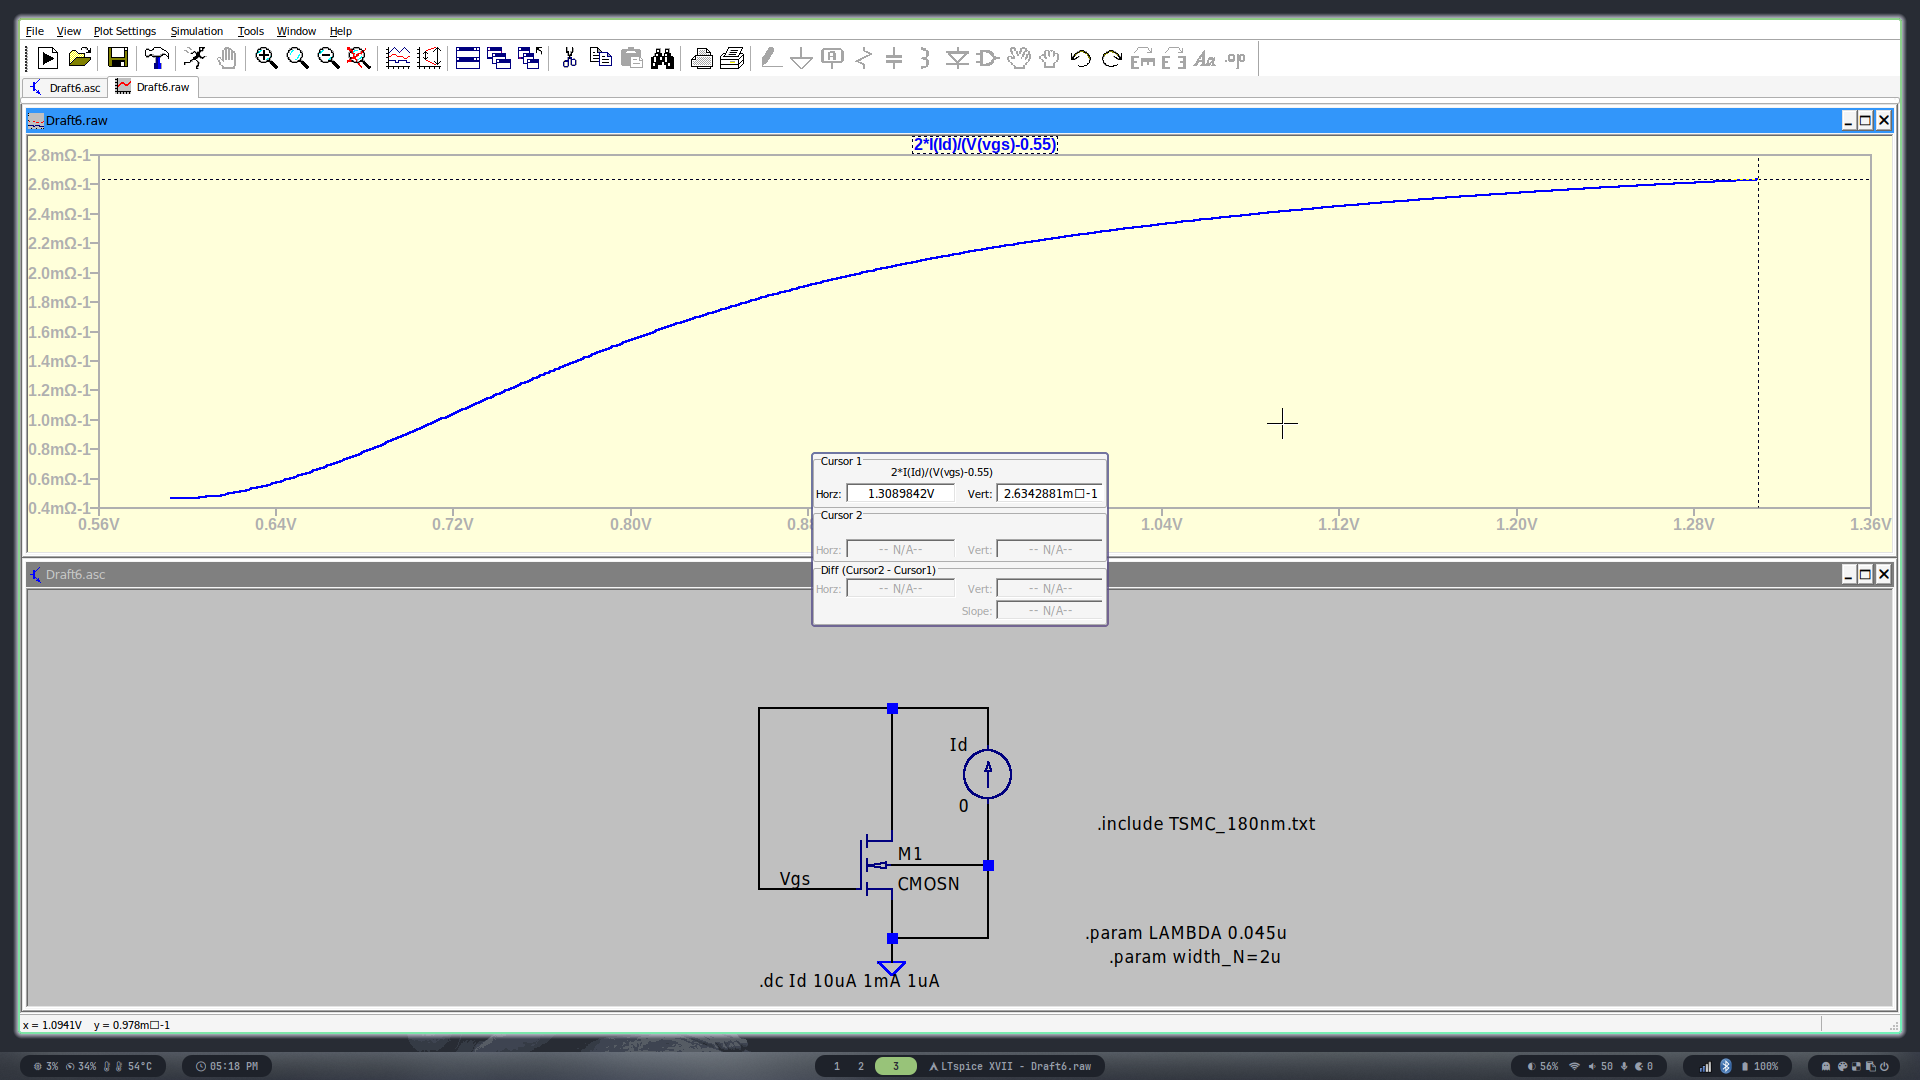 File View Plot Settings Simulation Tools Window Help
Draft6.asc Draft6.raw
Draft6.raw
2*I(Id)/(V(vgs)-0.55)
2.8mΩ-1
2.6mΩ-1
2.4mΩ-1
2.2mΩ-1
2.0mΩ-1
1.8mΩ-1
1.6mΩ-1
1.4mΩ-1
1.2mΩ-1
1.0mΩ-1
0.8mΩ-1
0.6mΩ-1
0.4mΩ-1
0.56V 0.64V 0.72V 0.80V 0.88 1.04V 1.12V 1.20V 1.28V 1.36V
Cursor 1
2*I(Id)/(V(vgs)-0.55)
Horz: 1.3089842V Vert: 2.6342881m□-1
Cursor 2
Horz: -- N/A-- Vert: -- N/A--
Diff (Cursor2 - Cursor1)
Horz: -- N/A-- Vert: -- N/A--
Slope: -- N/A--
Draft6.asc
Id
0
M1
CMOSN
Vgs
.include TSMC_180nm.txt
.param LAMBDA 0.045u
.param width_N=2u
.dc Id 10uA 1mA 1uA
x = 1.0941V y = 0.978m□-1
3% 34% 54°C 05:18 PM 1 2 3 LTspice XVII - Draft6.raw 56% 50 0 100%